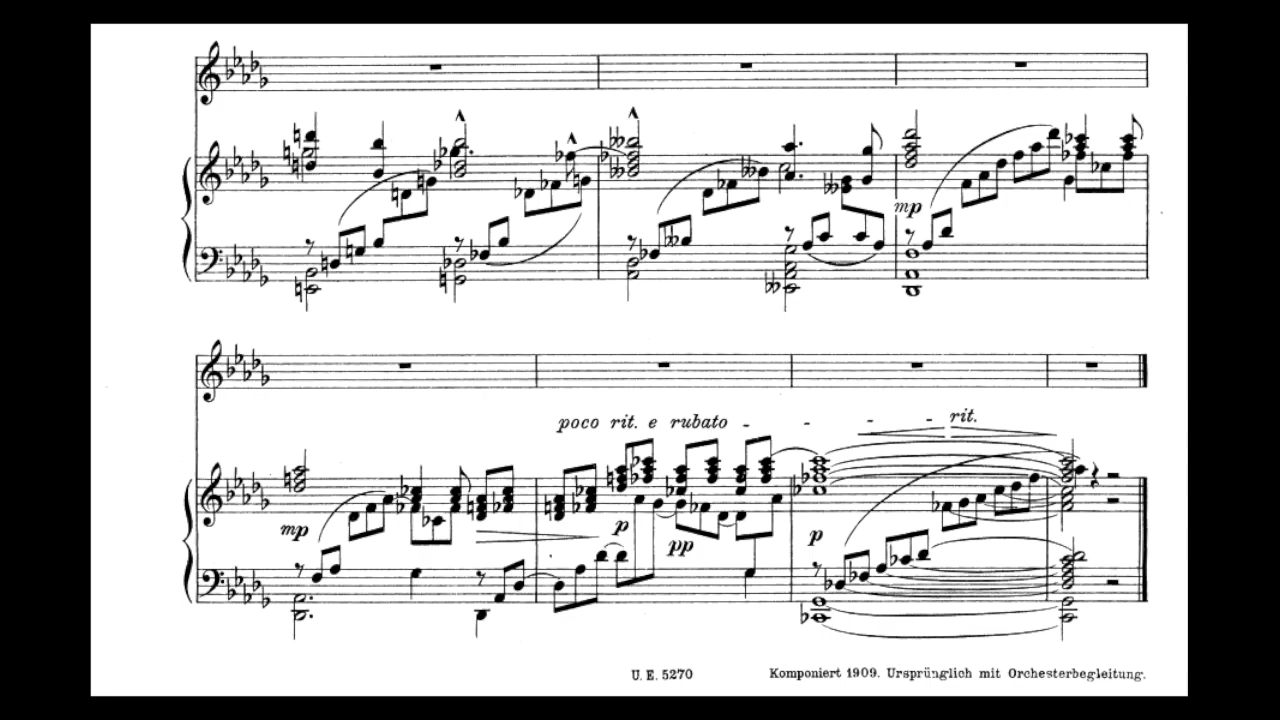 mp
poco rit. e rubato - - - - rit.
mp
p
pp
p
U. E. 5270
Komponiert 1909. Ursprünglich mit Orchesterbegleitung.